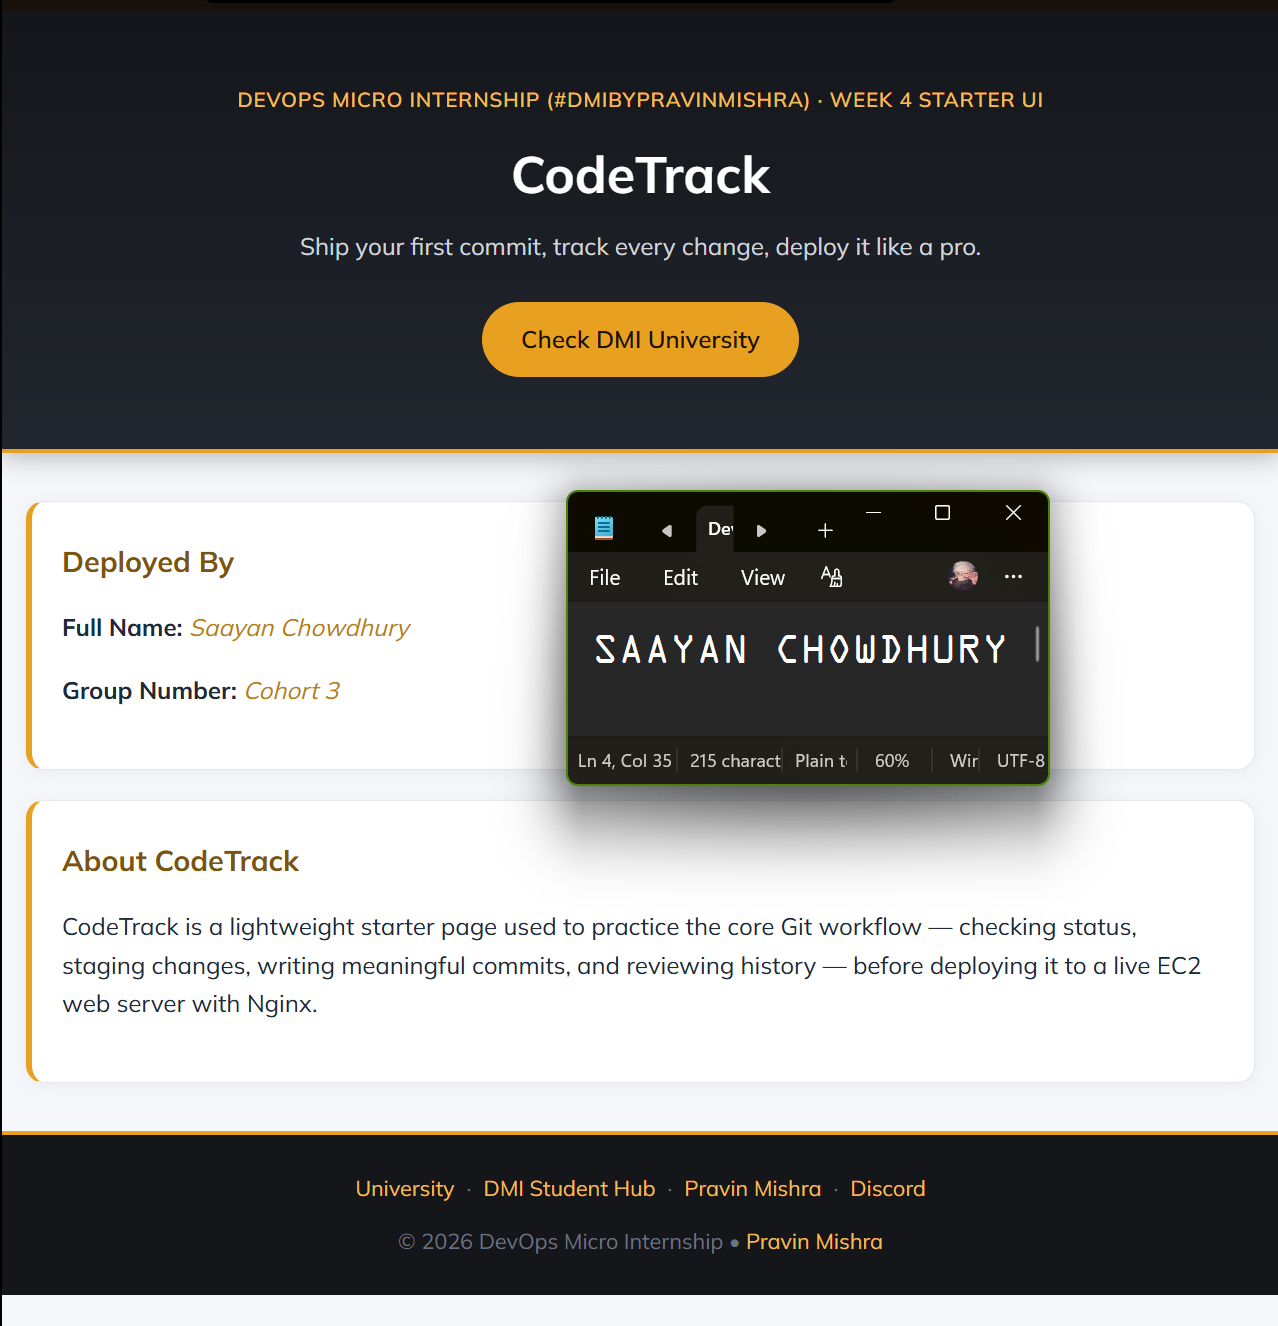 DEVOPS MICRO INTERNSHIP (#DMIBYPRAVINMISHRA) · WEEK 4 STARTER UI
CodeTrack
Ship your first commit, track every change, deploy it like a pro.
Check DMI University
Deployed By
Full Name: Saayan Chowdhury
Group Number: Cohort 3
File Edit View
SAAYAN CHOWDHURY
Ln 4, Col 35 215 charact Plain 60% UTF-8
About CodeTrack
CodeTrack is a lightweight starter page used to practice the core Git workflow — checking status,
staging changes, writing meaningful commits, and reviewing history — before deploying it to a live EC2
web server with Nginx.
University · DMI Student Hub · Pravin Mishra · Discord
© 2026 DevOps Micro Internship • Pravin Mishra